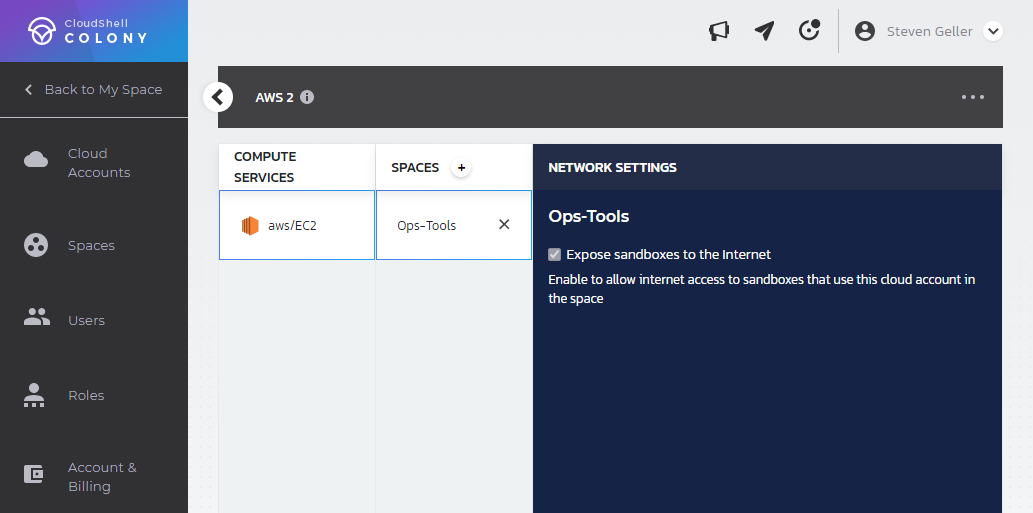 CloudShell
COLONY
Steven Geller
Back to My Space
AWS 2
Cloud
Accounts
Spaces
Users
Roles
Account &
Billing
COMPUTE
SERVICES
SPACES +
NETWORK SETTINGS
aws/EC2
Ops-Tools
Ops-Tools
Expose sandboxes to the Internet
Enable to allow internet access to sandboxes that use this cloud account in
the space